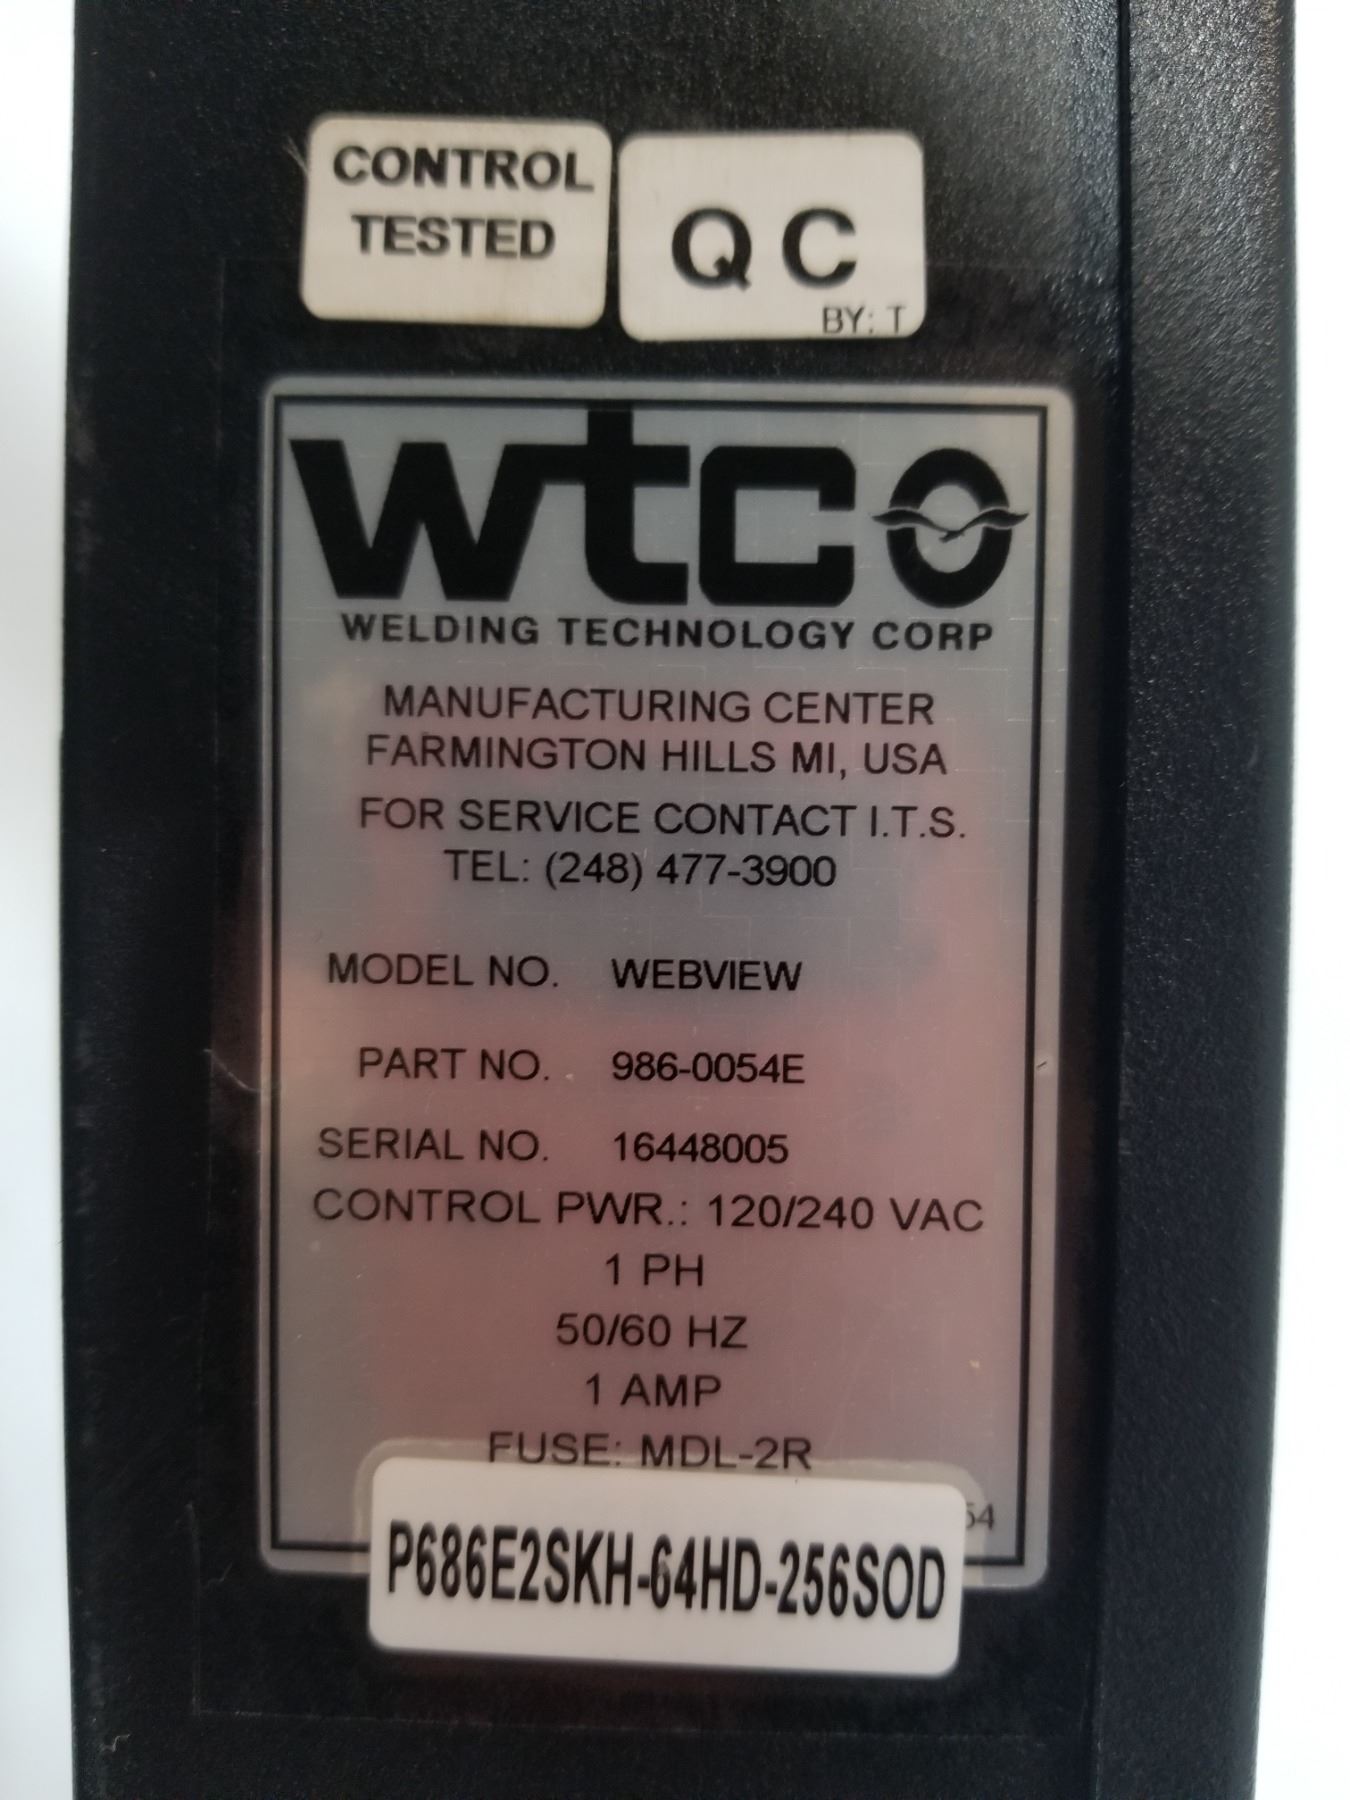 CONTROL
TESTED
Q C
BY: T
wtco
WELDING TECHNOLOGY CORP
MANUFACTURING CENTER
FARMINGTON HILLS MI, USA
FOR SERVICE CONTACT I.T.S.
TEL: (248) 477-3900
MODEL NO. WEBVIEW
PART NO. 986-0054E
SERIAL NO. 16448005
CONTROL PWR.: 120/240 VAC
1 PH
50/60 HZ
1 AMP
FUSE: MDL-2R
P686E2SKH-64HD-256SOD